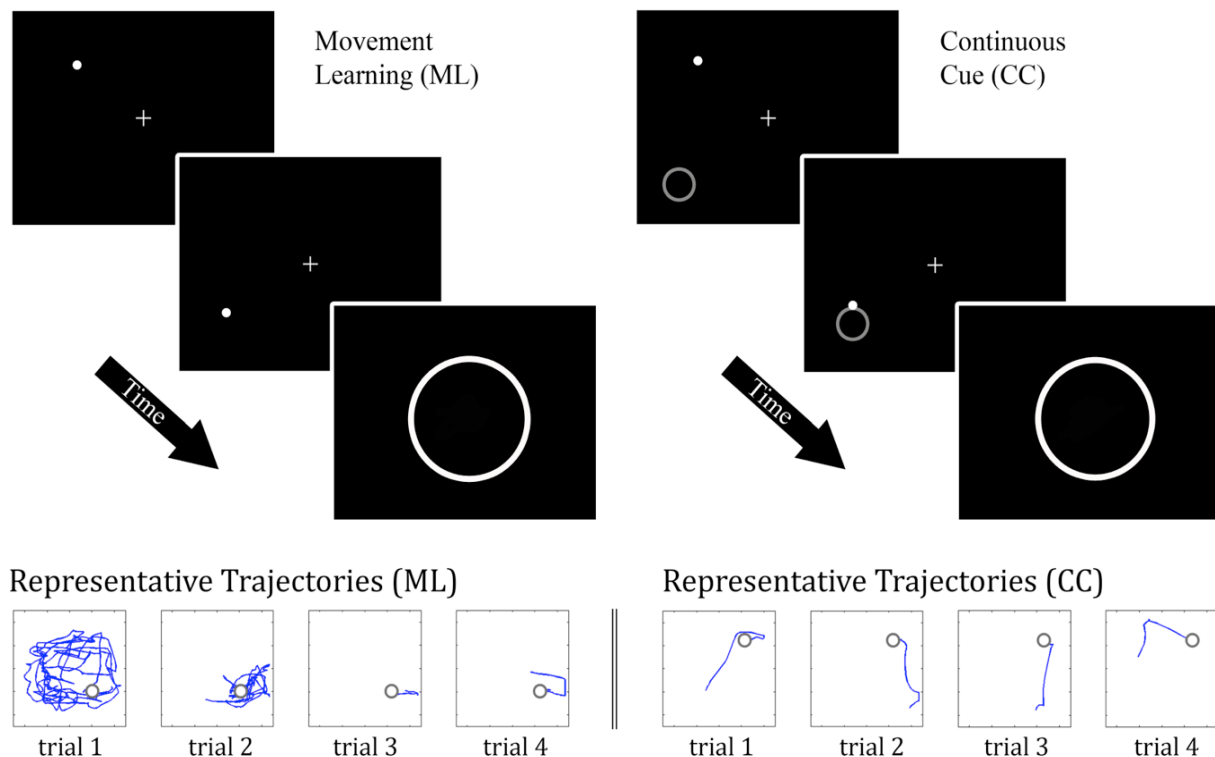 Movement
Learning (ML)
Time
Continuous
Cue (CC)
Time
Representative Trajectories (ML)
trial 1
trial 2
trial 3
trial 4
Representative Trajectories (CC)
trial 1
trial 2
trial 3
trial 4